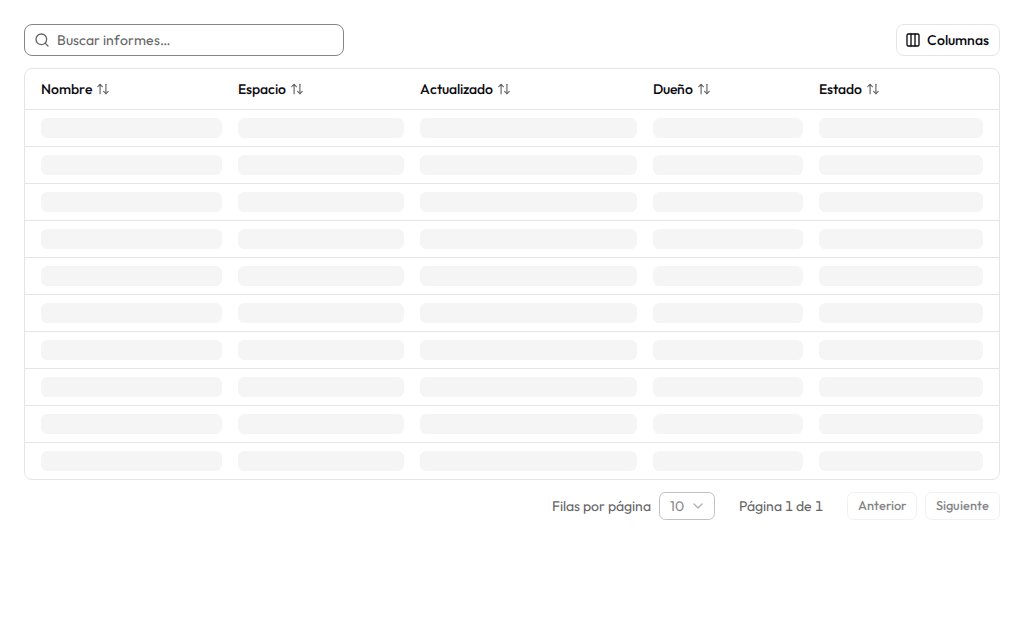 Buscar informes…
Columnas
Nombre Espacio Actualizado Dueño Estado
Filas por página 10 Página 1 de 1 Anterior Siguiente